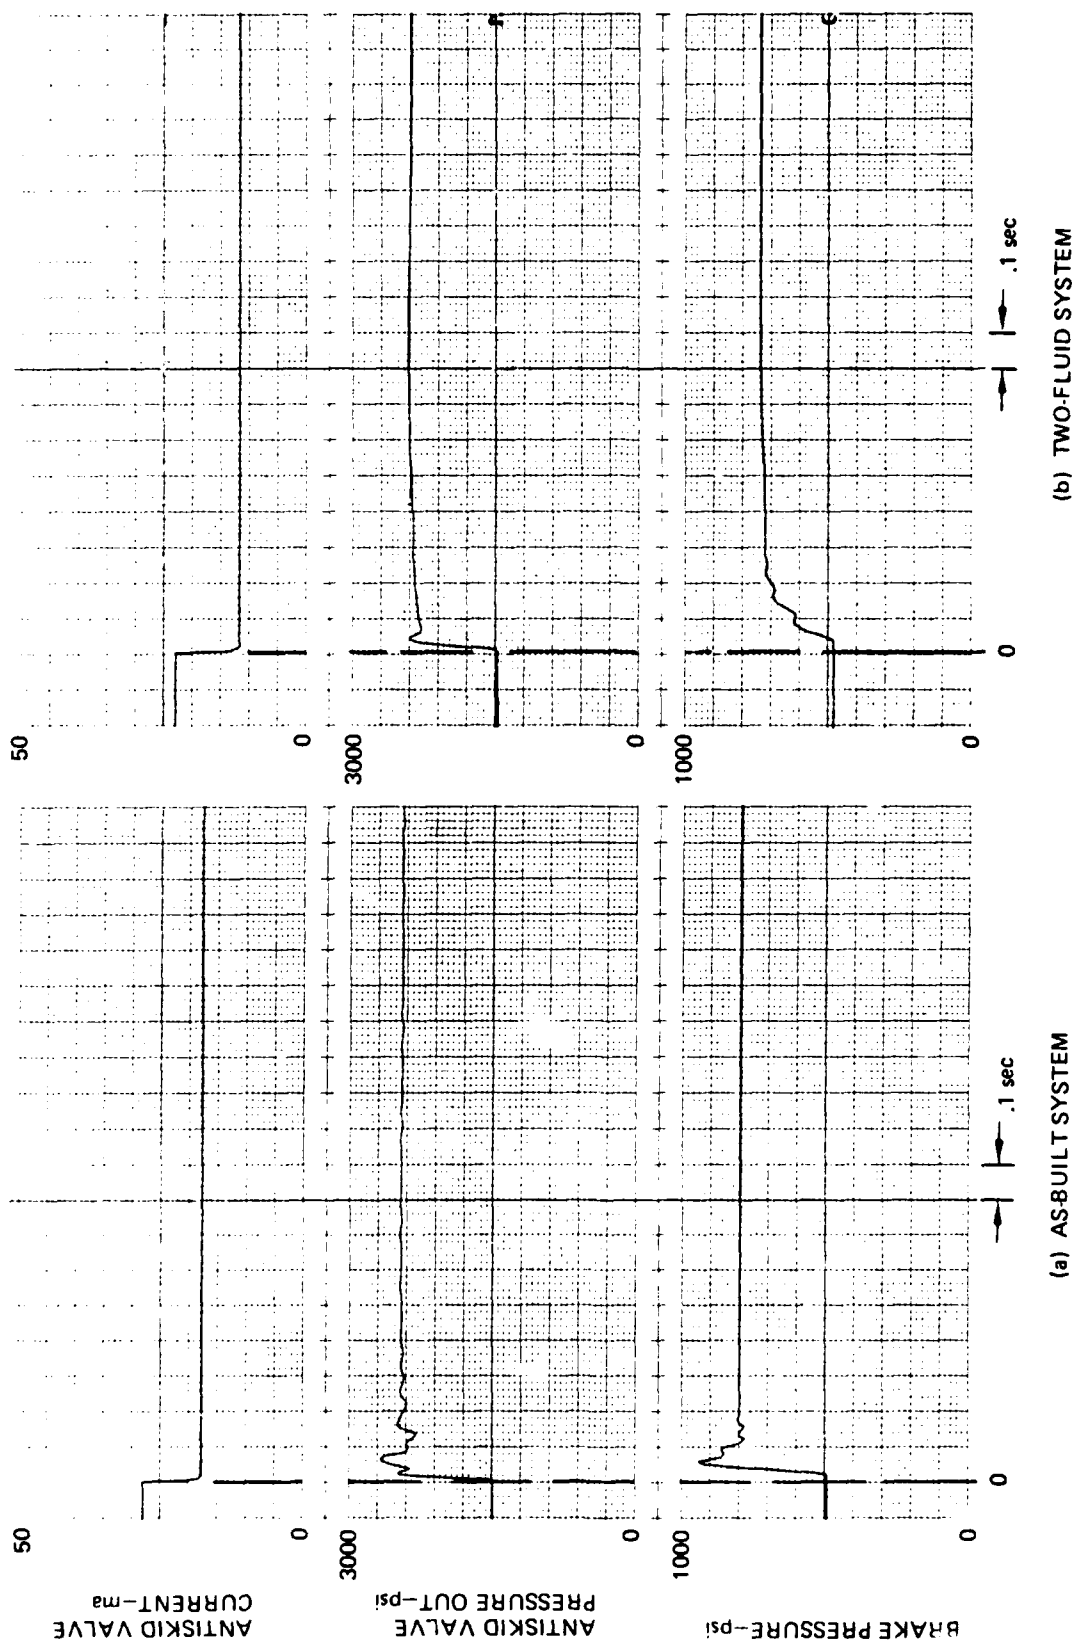 ANTISKID VALVE
CURRENT-ma
50
0
50
0
ANTISKID VALVE
PRESSURE OUT-psi
3000
0
3000
0
BRAKE PRESSURE-psi
1000
0
1000
0
0
.1 sec
0
.1 sec
(a) AS-BUILT SYSTEM
(b) TWO-FLUID SYSTEM